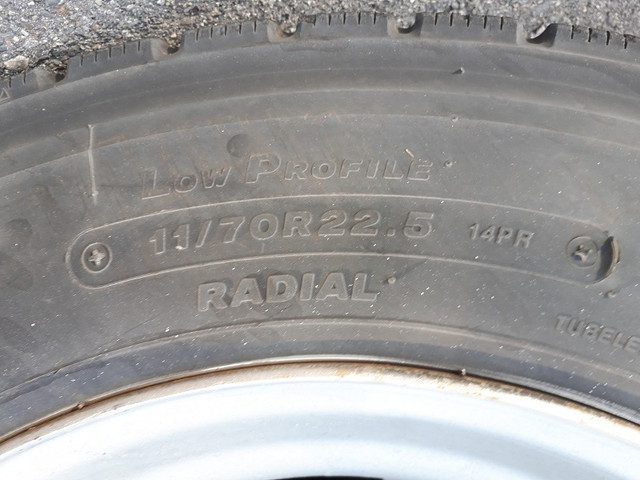 LOW PROFILE
11/70R22.5 14PR
RADIAL
TUBELE